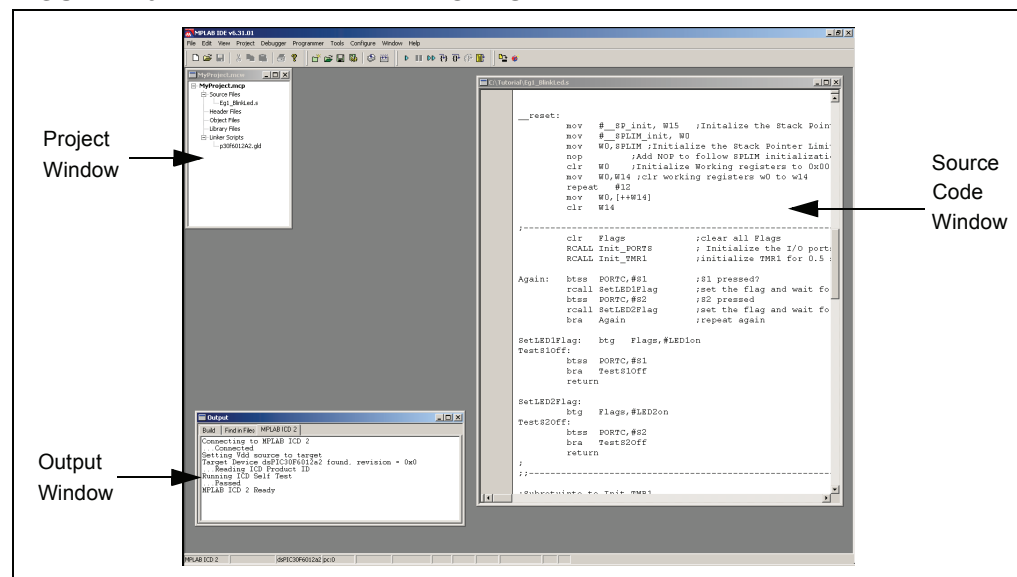 MPLAB IDE v6.31.01
File Edit View Project Debugger Programmer Tools Configure Window Help
MyProject.mcw
MyProject.mcp
Source Files
Eg1_BlinkLed.s
Header Files
Object Files
Library Files
Linker Scripts
p30f6012A2.gld
Project
Window
C:\Tutorial\Eg1_BlinkLed.s
__reset:
mov #__SP_init, W15 ;Initalize the Stack Poin
mov #__SPLIM_init, W0
mov W0,SPLIM ;Initialize the Stack Pointer Limi
nop ;Add NOP to follow SPLIM initializati
clr W0 ;Initialize Working registers to 0x00
mov W0,W14 ;clr working registers w0 to w14
repeat #12
mov W0,[++W14]
clr W14
;-----------------------------------------------
clr Flags ;clear all Flags
RCALL Init_PORTS ; Initialize the I/O ports
RCALL Init_TMR1 ;initialize TMR1 for 0.5 s
Again: btss PORTC,#S1 ;S1 pressed?
rcall SetLED1Flag ;set the flag and wait fo
btss PORTC,#S2 ;S2 pressed
rcall SetLED2Flag ;set the flag and wait fo
bra Again ;repeat again
SetLED1Flag: btg Flags,#LED1on
TestS1Off:
btss PORTC,#S1
bra TestS1Off
return
SetLED2Flag:
btg Flags,#LED2on
TestS2Off:
btss PORTC,#S2
bra TestS2Off
return
;
;;----------------------------------------------
;Subrotuinte to Init TMR1
Source
Code
Window
Output
Build Find in Files MPLAB ICD 2
Connecting to MPLAB ICD 2
...Connected
Setting Vdd source to target
Target Device dsPIC30F6012a2 found, revision = 0x0
...Reading ICD Product ID
Running ICD Self Test
...Passed
MPLAB ICD 2 Ready
Output
Window
MPLAB ICD 2 dsPIC30F6012a2 pc:0